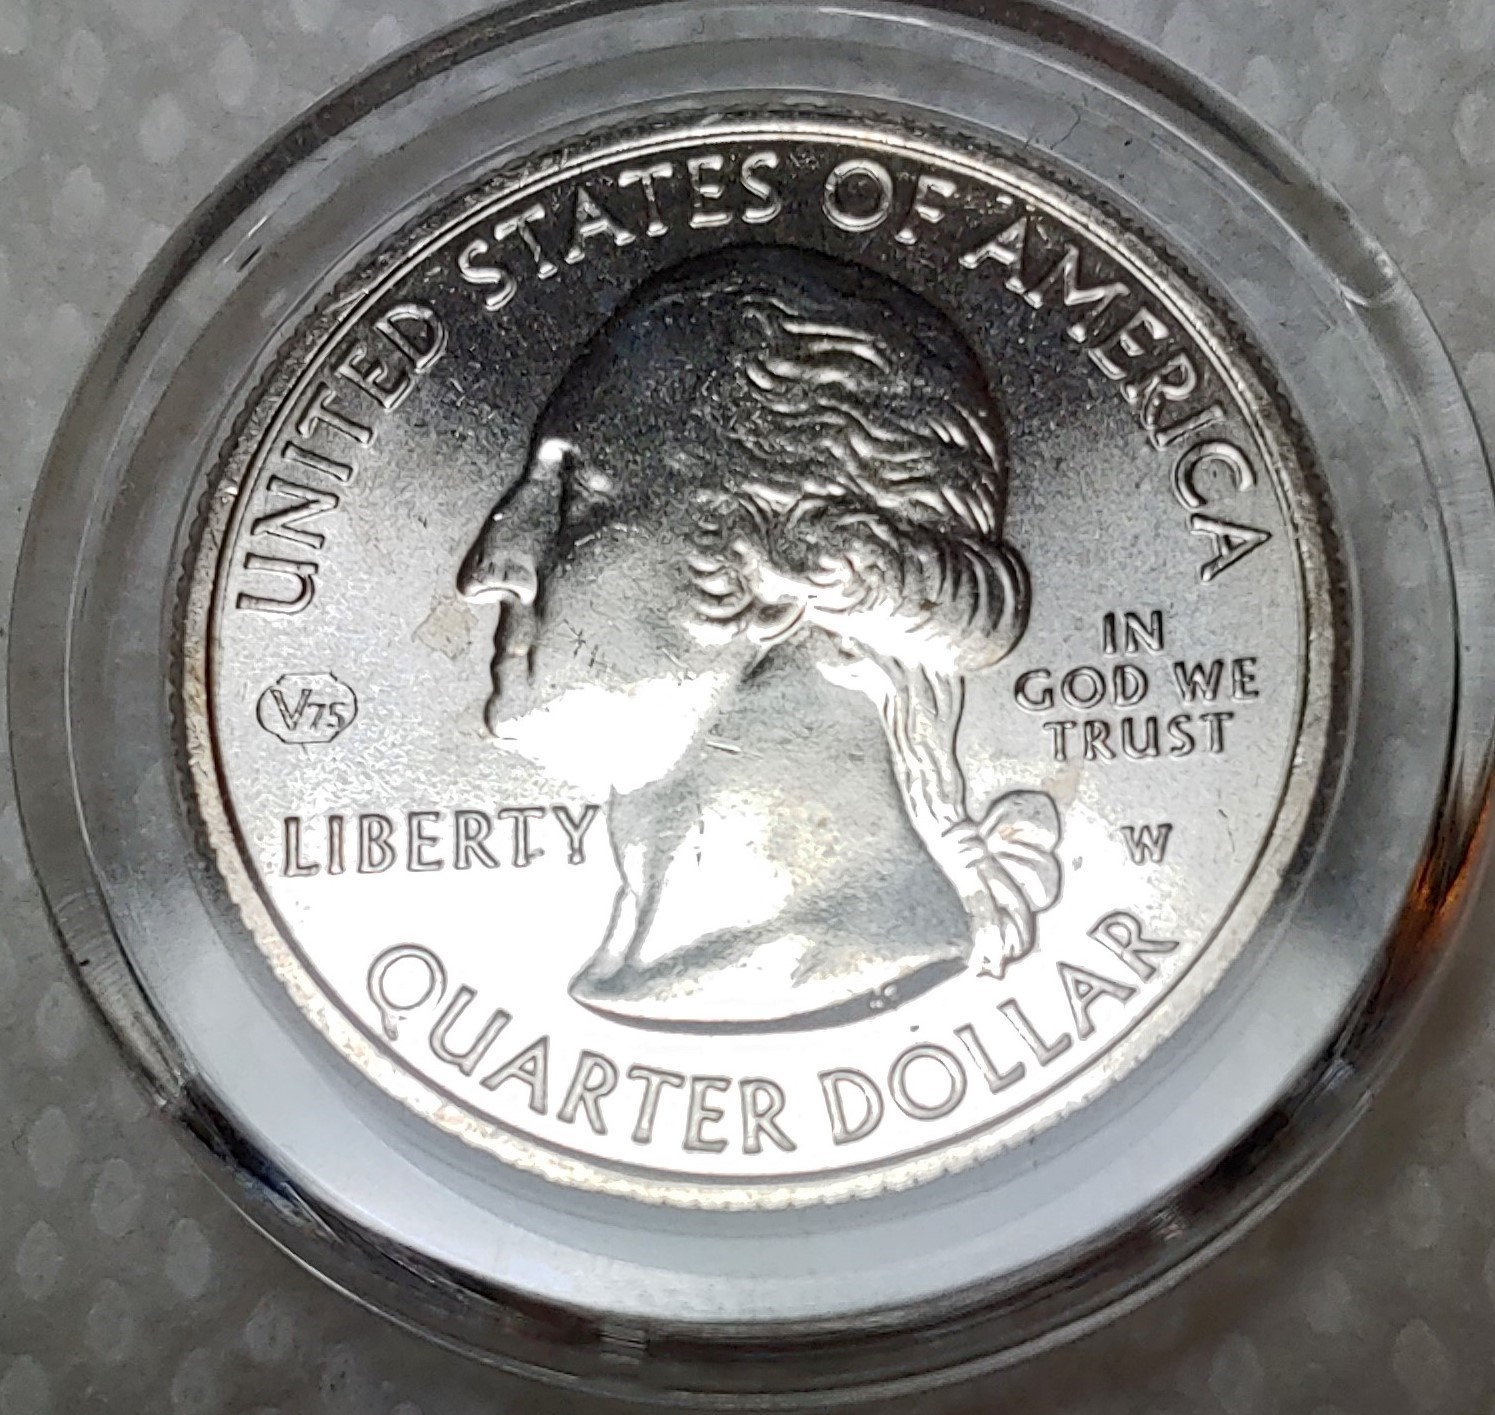 UNITED STATES OF AMERICA
IN
GOD WE
TRUST
V75
LIBERTY
W
QUARTER DOLLAR